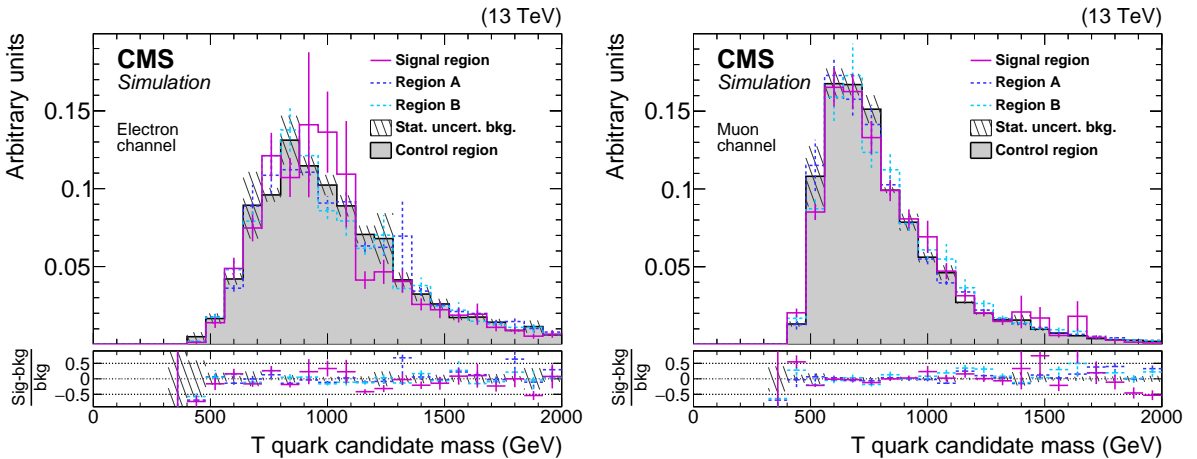 (13 TeV)
Arbitrary units
CMS
Simulation
Electron
channel
Signal region
Region A
Region B
Stat. uncert. bkg.
Control region
0.15
0.1
0.05
Sig-bkg
bkg
0.5
0
−0.5
0 500 1000 1500 2000
T quark candidate mass (GeV)
(13 TeV)
Arbitrary units
CMS
Simulation
Muon
channel
Signal region
Region A
Region B
Stat. uncert. bkg.
Control region
0.15
0.1
0.05
Sig-bkg
bkg
0.5
0
−0.5
0 500 1000 1500 2000
T quark candidate mass (GeV)